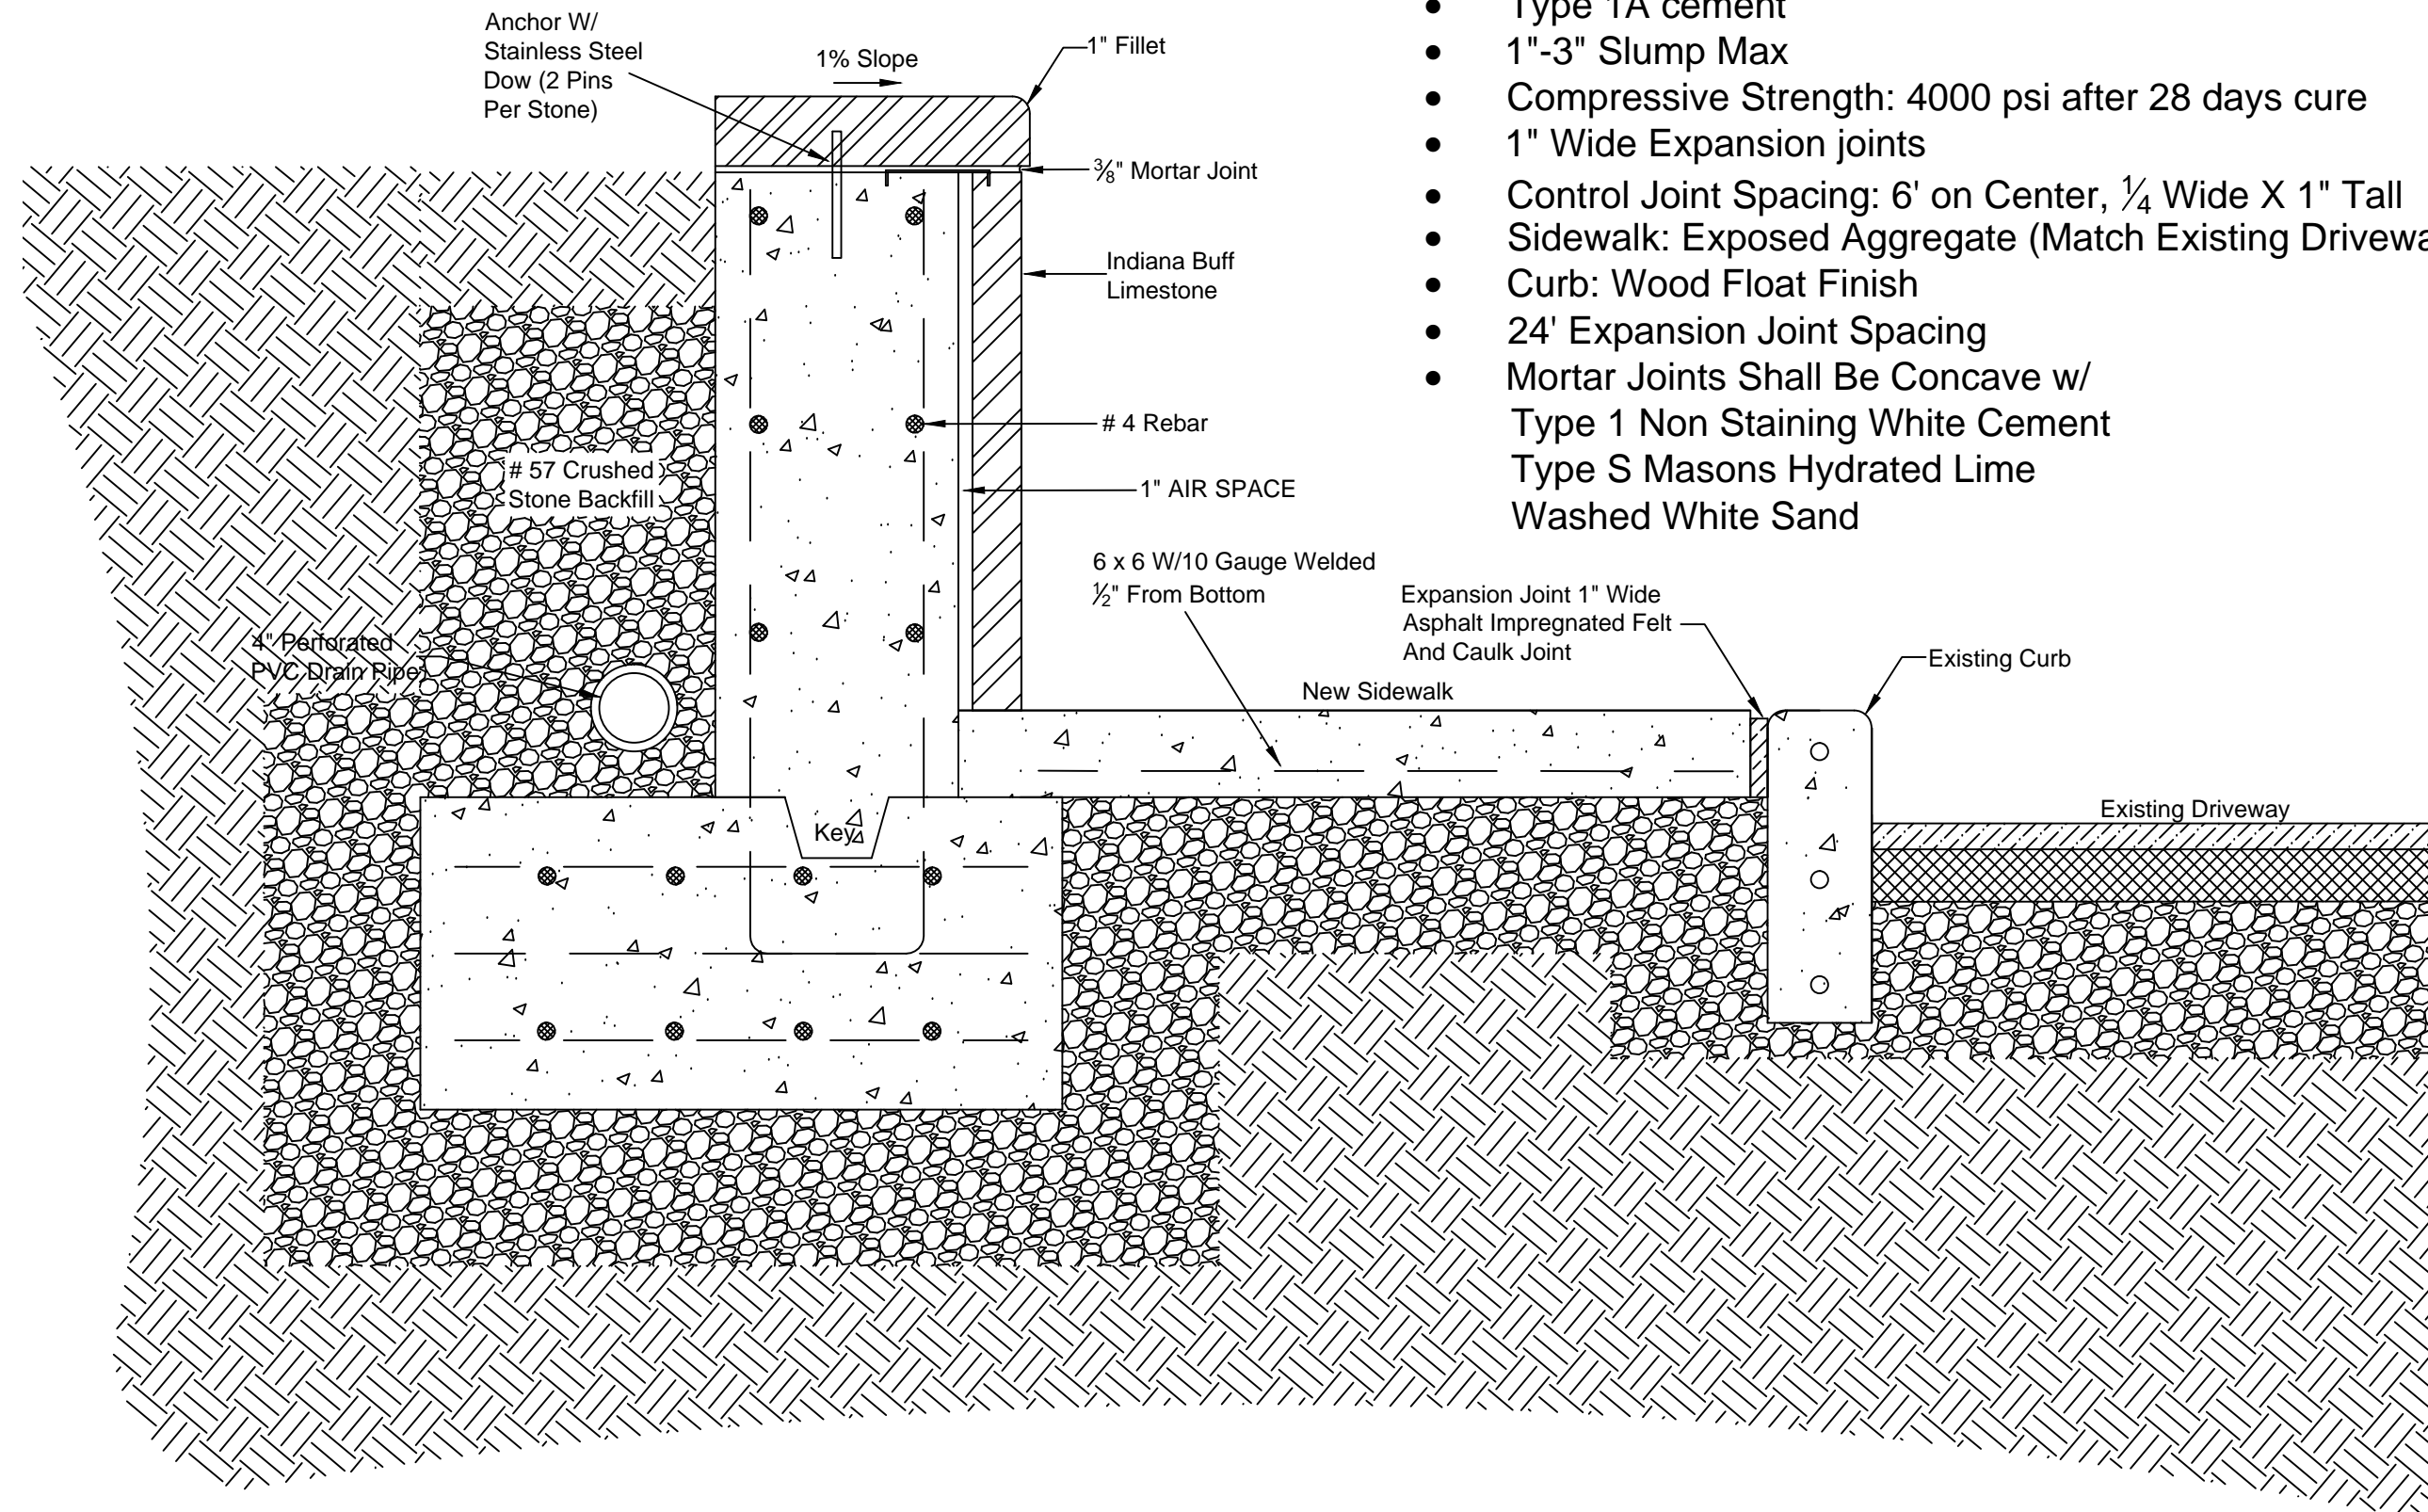 Anchor W/
Stainless Steel
Dow (2 Pins
Per Stone)
1% Slope
1" Fillet
⅜" Mortar Joint
Indiana Buff
Limestone
# 4 Rebar
1" AIR SPACE
# 57 Crushed
Stone Backfill
4" Perforated
PVC Drain Pipe
6 x 6 W/10 Gauge Welded
½" From Bottom
Expansion Joint 1" Wide
Asphalt Impregnated Felt
And Caulk Joint
Existing Curb
New Sidewalk
Existing Driveway
Key
• Type 1A cement
• 1"-3" Slump Max
• Compressive Strength: 4000 psi after 28 days cure
• 1" Wide Expansion joints
• Control Joint Spacing: 6' on Center, ¼ Wide X 1" Tall
• Sidewalk: Exposed Aggregate (Match Existing Drivewa
• Curb: Wood Float Finish
• 24' Expansion Joint Spacing
• Mortar Joints Shall Be Concave w/
Type 1 Non Staining White Cement
Type S Masons Hydrated Lime
Washed White Sand